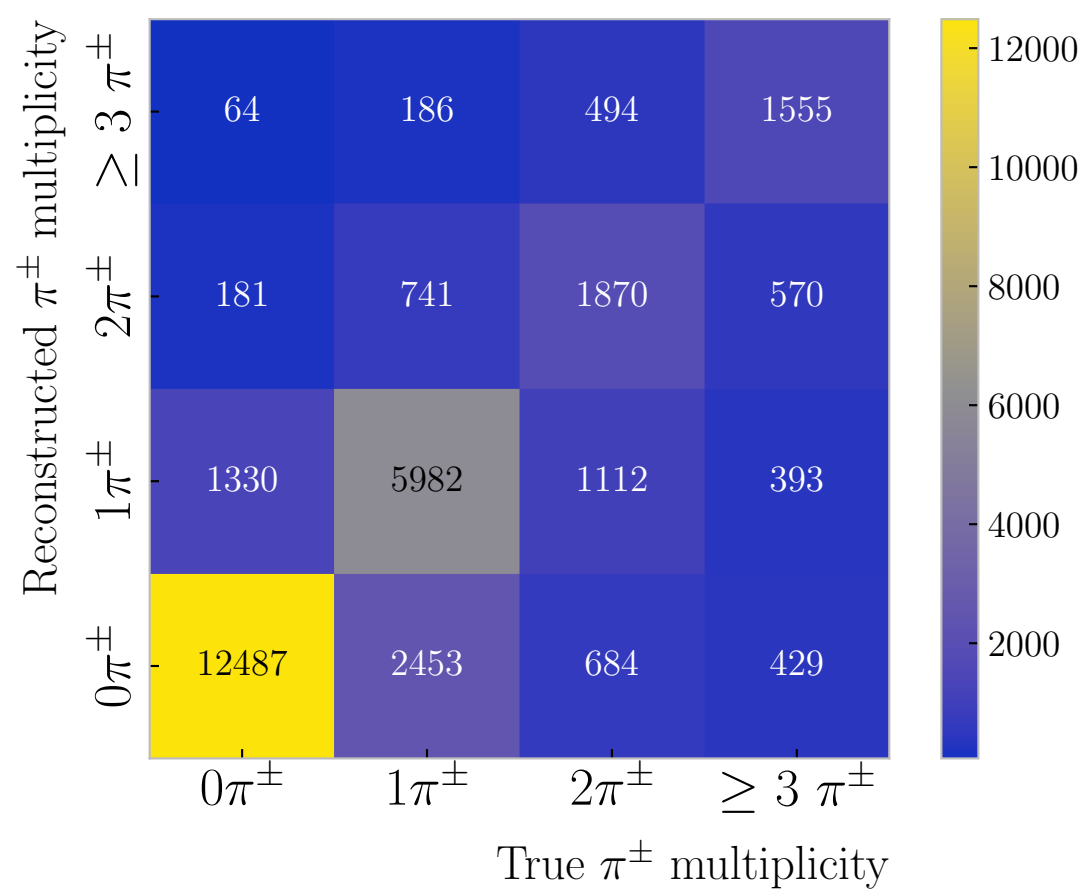 Reconstructed π± multiplicity
≥ 3 π±
64 186 494 1555
2π±
181 741 1870 570
1π±
1330 5982 1112 393
0π±
12487 2453 684 429
0π± 1π± 2π± ≥ 3 π±
True π± multiplicity
12000
10000
8000
6000
4000
2000